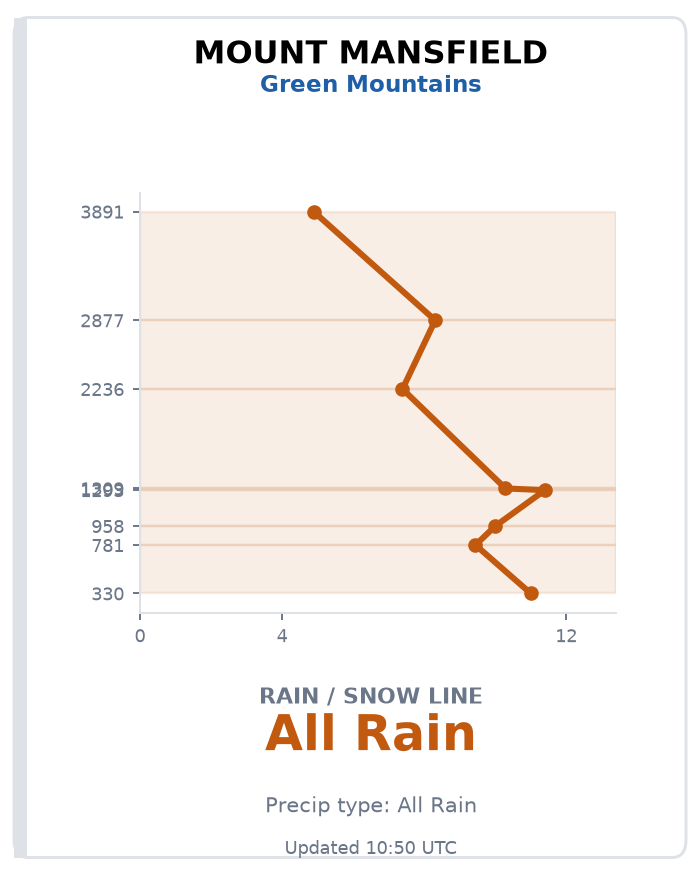 MOUNT MANSFIELD
Green Mountains
3891
2877
2236
958
781
330
0 4 12
RAIN / SNOW LINE
All Rain
Precip type: All Rain
Updated 10:50 UTC